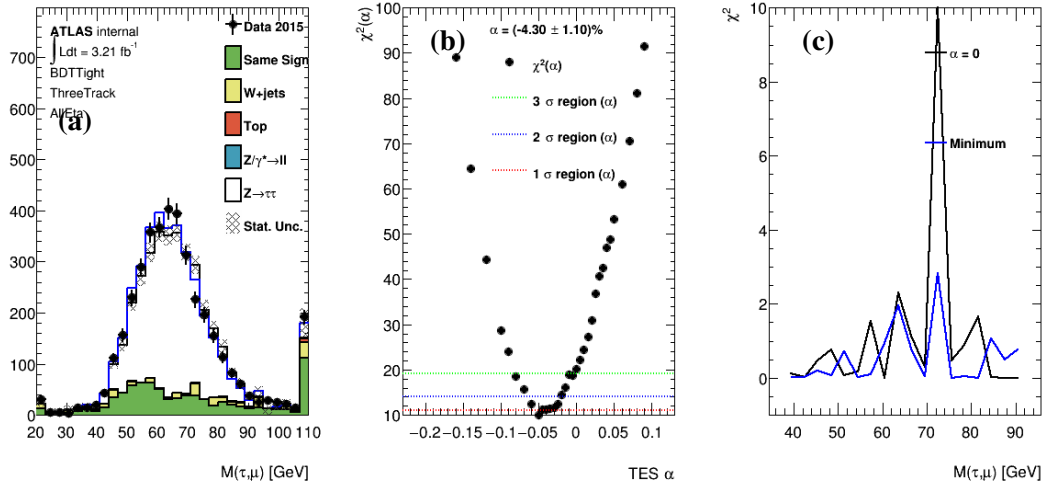 ATLAS internal
∫Ldt = 3.21 fb⁻¹
BDTTight
ThreeTrack
AllEta
(a)
Data 2015
Same Sign
W+jets
Top
Z/γ*→ll
Z→ττ
Stat. Unc.
700
600
500
400
300
200
100
0
20 30 40 50 60 70 80 90 100 110
M(τ,μ) [GeV]
χ²(α)
(b)
α = (-4.30 ± 1.10)%
χ²(α)
3 σ region (α)
2 σ region (α)
1 σ region (α)
100
90
80
70
60
50
40
30
20
10
−0.2 −0.15 −0.1 −0.05 0 0.05 0.1
TES α
χ²
(c)
α = 0
Minimum
10
8
6
4
2
0
40 50 60 70 80 90
M(τ,μ) [GeV]